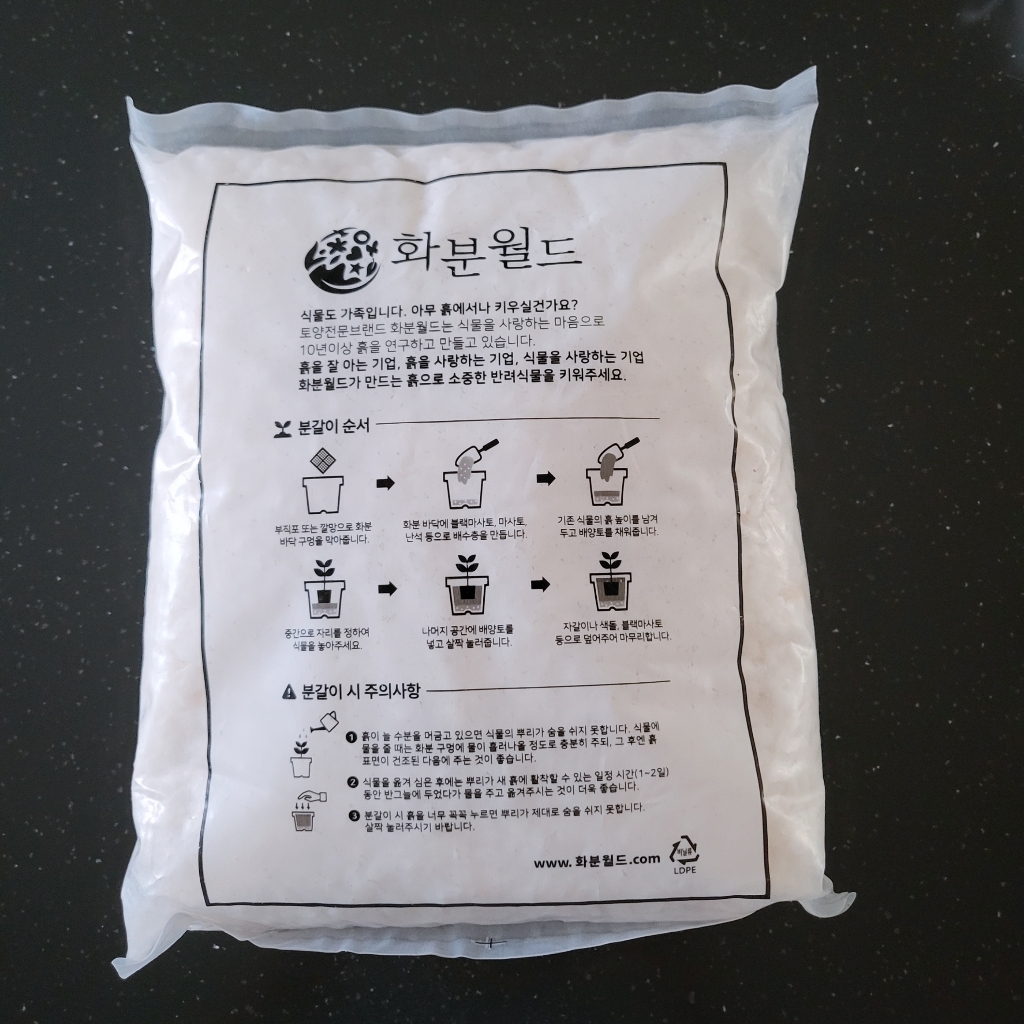 화분월드
식물도 가족입니다. 아무 흙에서나 키우실건가요?
토양전문브랜드 화분월드는 식물을 사랑하는 마음으로
10년이상 흙을 연구하고 만들고 있습니다.
흙을 잘 아는 기업, 흙을 사랑하는 기업, 식물을 사랑하는 기업
화분월드가 만드는 흙으로 소중한 반려식물을 키워주세요.
분갈이 순서
부직포 또는 깔망으로 화분
바닥 구멍을 막아줍니다.
화분 바닥에 블랙마사토, 마사토,
난석 등으로 배수층을 만듭니다.
기존 식물의 흙 높이를 남겨
두고 배양토를 채워줍니다.
중간으로 자리를 정하여
식물을 놓아주세요.
나머지 공간에 배양토를
넣고 살짝 눌러줍니다.
자갈이나 색돌, 블랙마사토
등으로 덮어주어 마무리합니다.
분갈이 시 주의사항
1 흙이 늘 수분을 머금고 있으면 식물의 뿌리가 숨을 쉬지 못합니다. 식물에
물을 줄 때는 화분 구멍에 물이 흘러나올 정도로 충분히 주되, 그 후엔 흙
표면이 건조된 다음에 주는 것이 좋습니다.
2 식물을 옮겨 심은 후에는 뿌리가 새 흙에 활착할 수 있는 일정 시간(1~2일)
동안 반그늘에 두었다가 물을 주고 옮겨주시는 것이 더욱 좋습니다.
3 분갈이 시 흙을 너무 꼭꼭 누르면 뿌리가 제대로 숨을 쉬지 못합니다.
살짝 눌러주시기 바랍니다.
www. 화분월드.com
비닐류
LDPE